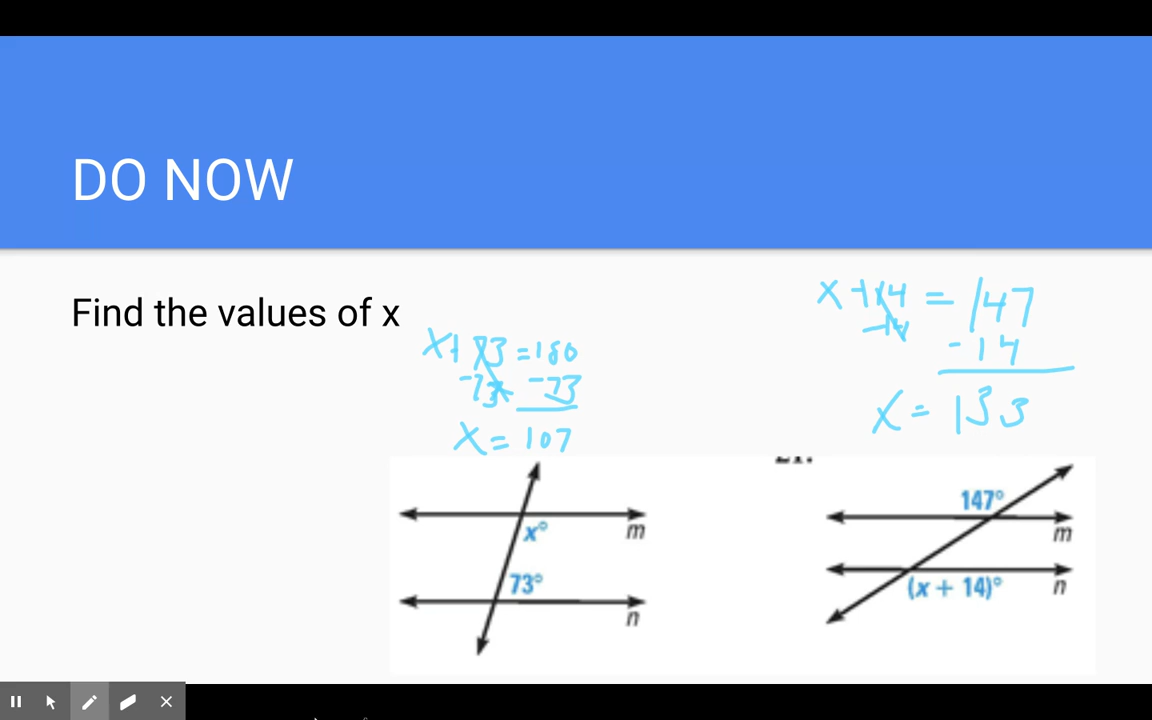 DO NOW
Find the values of x
x + 73 = 180
-73 -73
x = 107
x + 14 = 147
-14 -14
x = 133
x°
m
73°
n
21.
147°
m
(x + 14)°
n